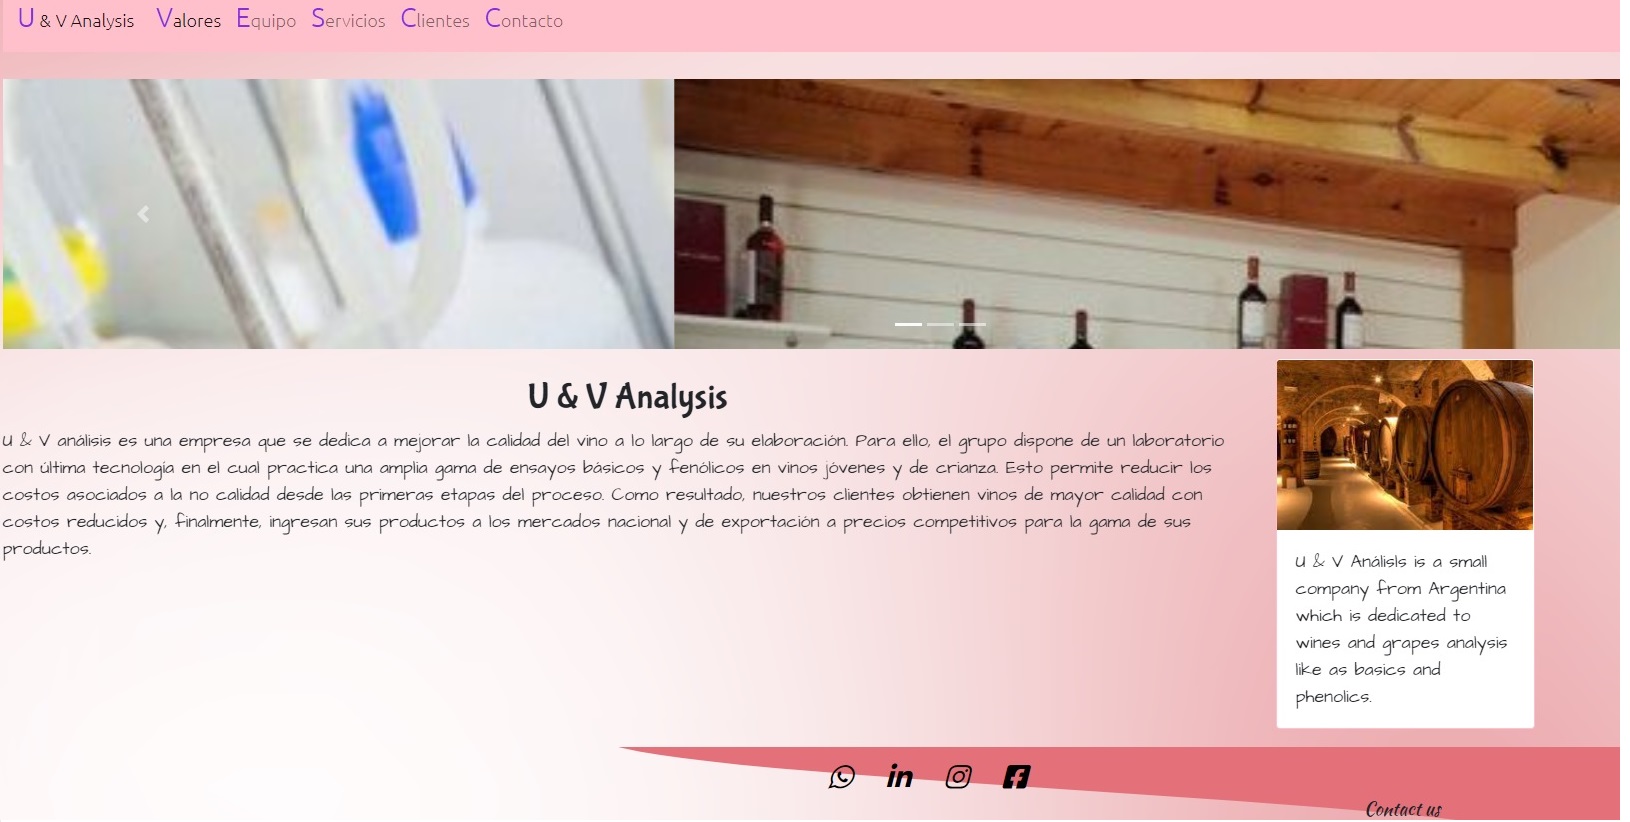 U & V Analysis Valores Equipo Servicios Clientes Contacto
U & V Analysis
U & V análisis es una empresa que se dedica a mejorar la calidad del vino a lo largo de su elaboración. Para ello, el grupo dispone de un laboratorio
con última tecnología en el cual practica una amplia gama de ensayos básicos y fenólicos en vinos jóvenes y de crianza. Esto permite reducir los
costos asociados a la no calidad desde las primeras etapas del proceso. Como resultado, nuestros clientes obtienen vinos de mayor calidad con
costos reducidos y, finalmente, ingresan sus productos a los mercados nacional y de exportación a precios competitivos para la gama de sus
productos.
U & V Análisis is a small
company from Argentina
which is dedicated to
wines and grapes analysis
like as basics and
phenolics.
in
Contact us